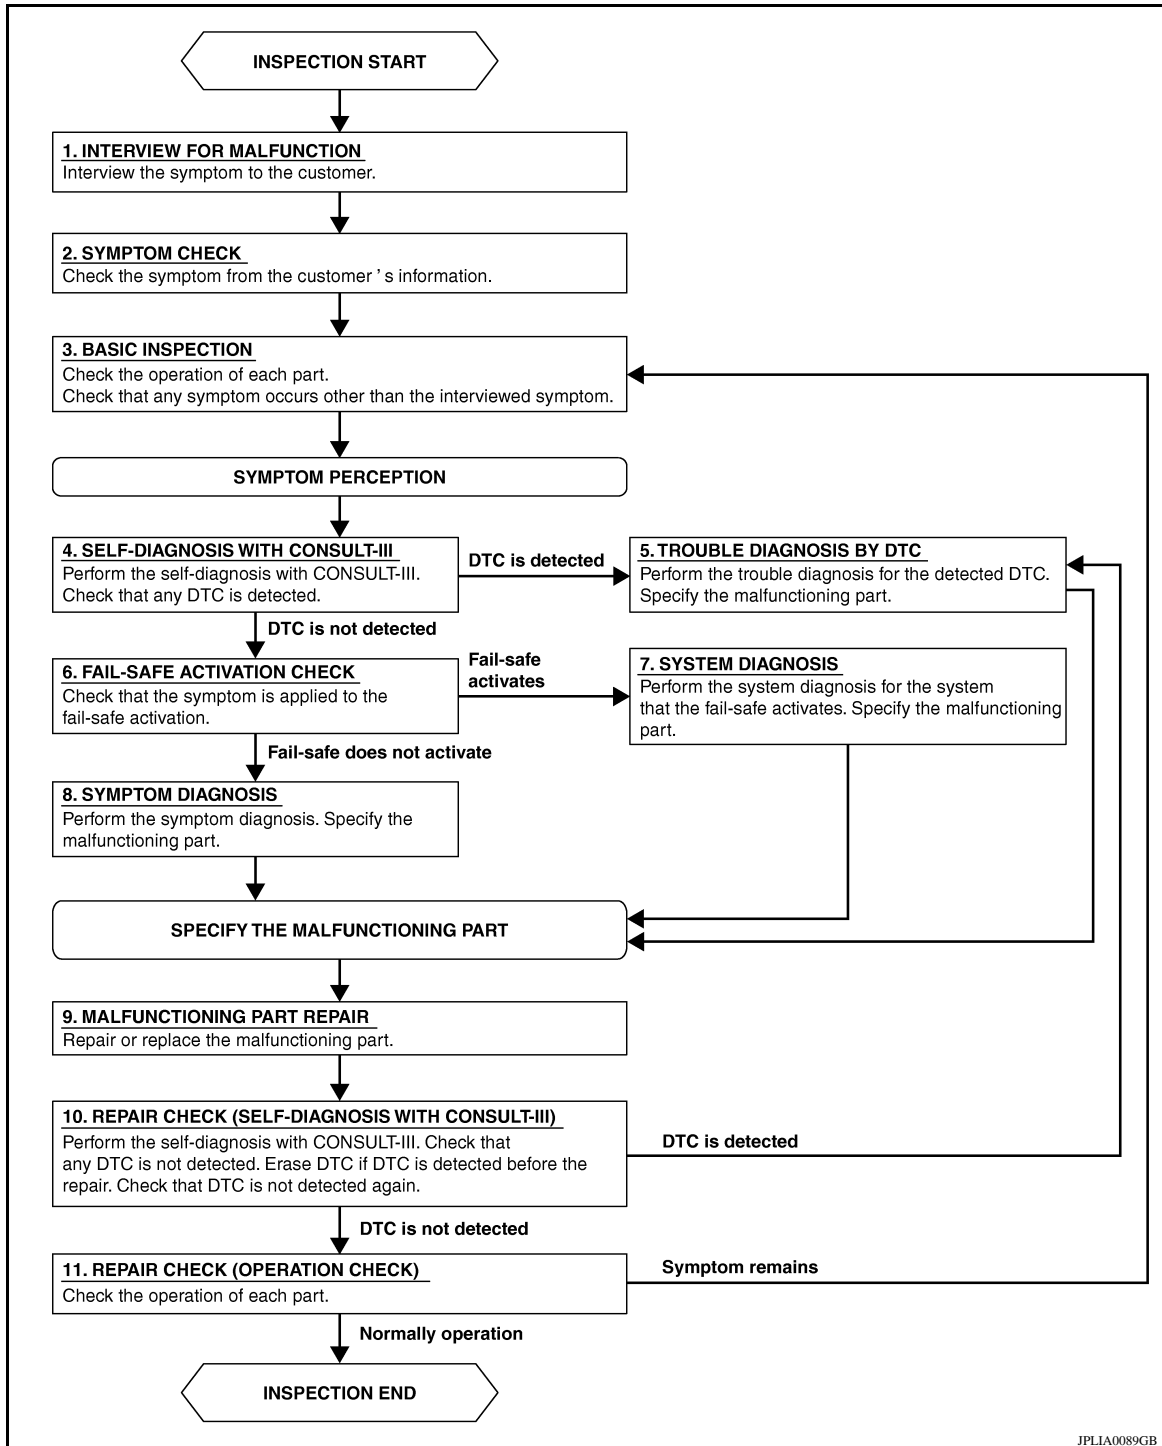 INSPECTION START
1. INTERVIEW FOR MALFUNCTION
Interview the symptom to the customer.
2. SYMPTOM CHECK
Check the symptom from the customer ’ s information.
3. BASIC INSPECTION
Check the operation of each part.
Check that any symptom occurs other than the interviewed symptom.
SYMPTOM PERCEPTION
4. SELF-DIAGNOSIS WITH CONSULT-III
Perform the self-diagnosis with CONSULT-III.
Check that any DTC is detected.
DTC is detected
5. TROUBLE DIAGNOSIS BY DTC
Perform the trouble diagnosis for the detected DTC.
Specify the malfunctioning part.
DTC is not detected
6. FAIL-SAFE ACTIVATION CHECK
Check that the symptom is applied to the
fail-safe activation.
Fail-safe
activates
7. SYSTEM DIAGNOSIS
Perform the system diagnosis for the system
that the fail-safe activates. Specify the malfunctioning
part.
Fail-safe does not activate
8. SYMPTOM DIAGNOSIS
Perform the symptom diagnosis. Specify the
malfunctioning part.
SPECIFY THE MALFUNCTIONING PART
9. MALFUNCTIONING PART REPAIR
Repair or replace the malfunctioning part.
10. REPAIR CHECK (SELF-DIAGNOSIS WITH CONSULT-III)
Perform the self-diagnosis with CONSULT-III. Check that
any DTC is not detected. Erase DTC if DTC is detected before the
repair. Check that DTC is not detected again.
DTC is detected
DTC is not detected
11. REPAIR CHECK (OPERATION CHECK)
Check the operation of each part.
Symptom remains
Normally operation
INSPECTION END
JPLIA0089GB